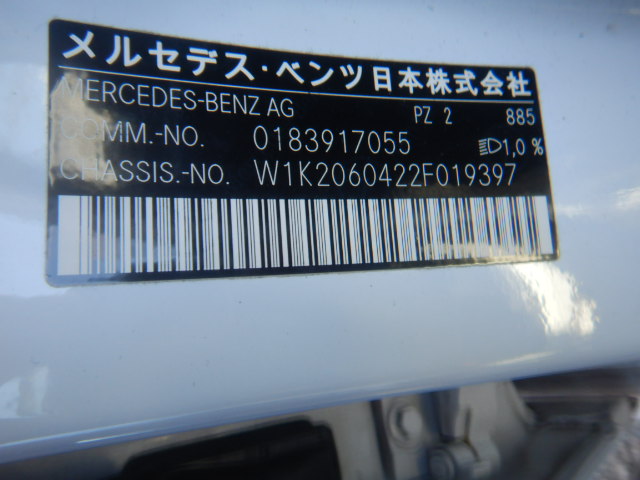 メルセデス・ベンツ日本株式会社
MERCEDES-BENZ AG PZ 2 885
COMM.-NO. 0183917055 1,0 %
CHASSIS.-NO. W1K2060422F019397